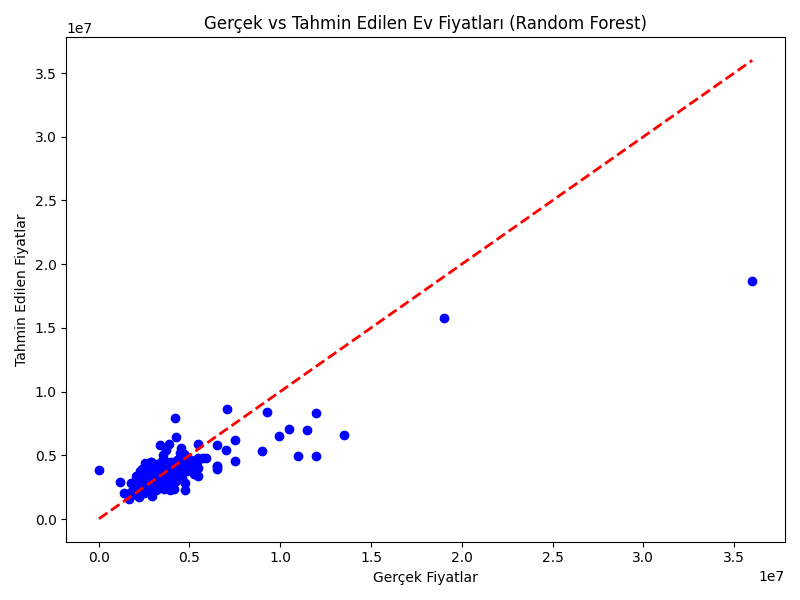 Gerçek vs Tahmin Edilen Ev Fiyatları (Random Forest)
1e7
3.5
3.0
2.5
2.0
1.5
1.0
0.5
0.0
Tahmin Edilen Fiyatlar
0.0 0.5 1.0 1.5 2.0 2.5 3.0 3.5
1e7
Gerçek Fiyatlar